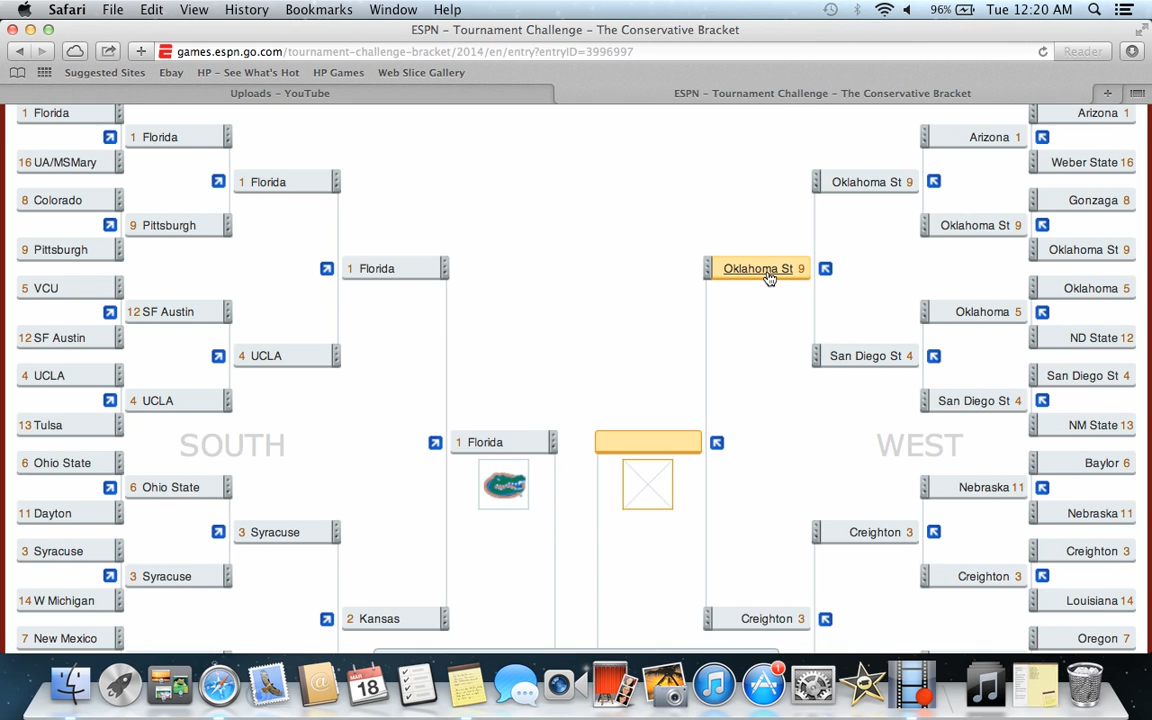 Safari File Edit View History Bookmarks Window Help 96% Tue 12:20 AM
ESPN – Tournament Challenge – The Conservative Bracket
games.espn.go.com/tournament-challenge-bracket/2014/en/entry?entryID=3996997 Reader
Suggested Sites Ebay HP – See What's Hot HP Games Web Slice Gallery
Uploads – YouTube ESPN – Tournament Challenge – The Conservative Bracket
1 Florida Arizona 1
1 Florida Arizona 1
16 UA/MSMary Weber State 16
1 Florida Oklahoma St 9
8 Colorado Gonzaga 8
9 Pittsburgh Oklahoma St 9
9 Pittsburgh Oklahoma St 9
1 Florida Oklahoma St 9
5 VCU Oklahoma 5
12 SF Austin Oklahoma 5
12 SF Austin ND State 12
4 UCLA San Diego St 4
4 UCLA San Diego St 4
4 UCLA San Diego St 4
13 Tulsa NM State 13
SOUTH 1 Florida WEST
6 Ohio State Baylor 6
6 Ohio State Nebraska 11
11 Dayton Nebraska 11
3 Syracuse Creighton 3
3 Syracuse Creighton 3
3 Syracuse Creighton 3
14 W Michigan Louisiana 14
2 Kansas Creighton 3
7 New Mexico Oregon 7
MAR
18
1